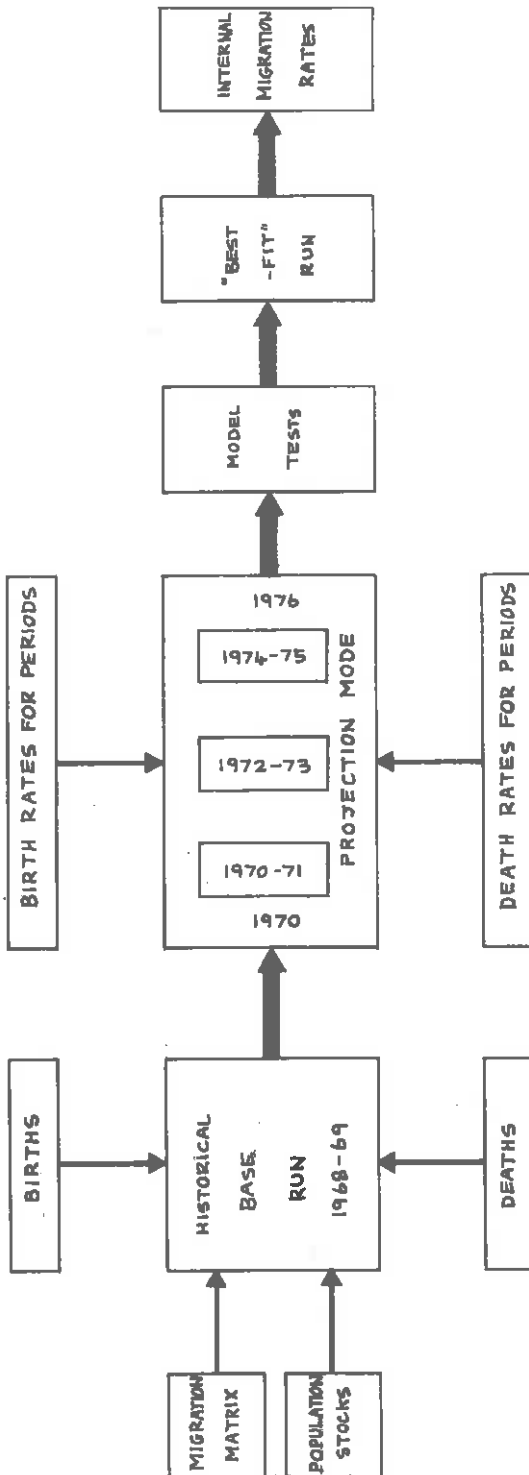 MIGRATION
MATRIX
POPULATION
STOCKS
BIRTHS
HISTORICAL
BASE
RUN
1968-69
DEATHS
BIRTH RATES FOR PERIODS
1970
1970-71
1972-73
1974-75
1976
PROJECTION MODE
DEATH RATES FOR PERIODS
MODEL
TESTS
"BEST
-FIT"
RUN
INTERNAL
MIGRATION
RATES